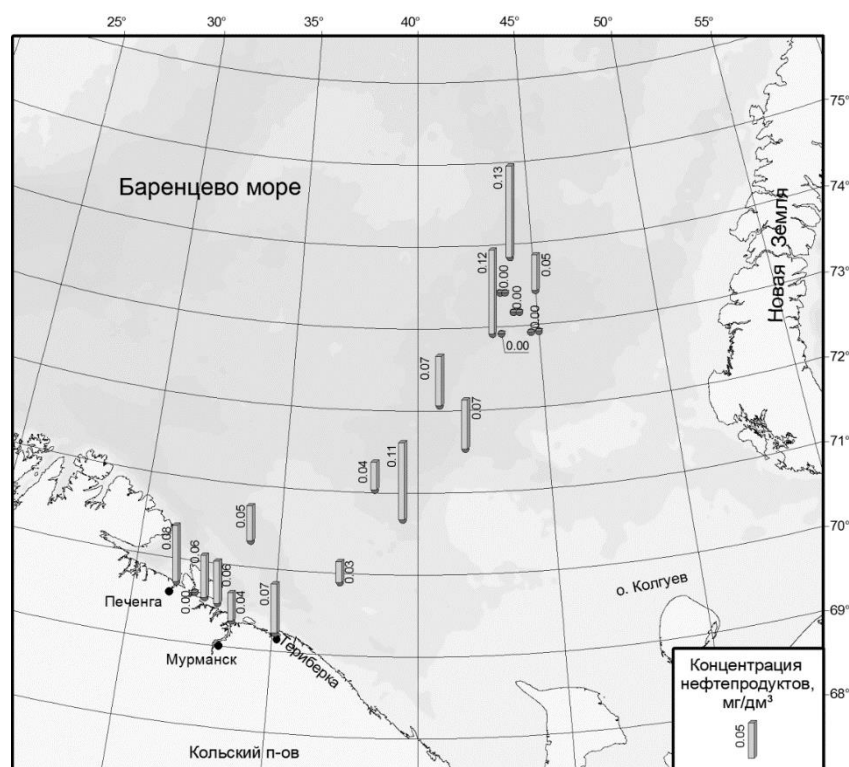 25° 30° 35° 40° 45° 50° 55°
75°
74°
73°
72°
71°
70°
69°
68°
Баренцево море
Новая Земля
0.13
0.12
0.00
0.05
0.00
0.00
0.00
0.07
0.07
0.11
0.04
0.05
0.03
0.08
0.06
0.06
0.00
0.04
0.07
Печенга
Мурманск
Териберка
о. Колгуев
Кольский п-ов
Концентрация
нефтепродуктов,
мг/дм³
0.05